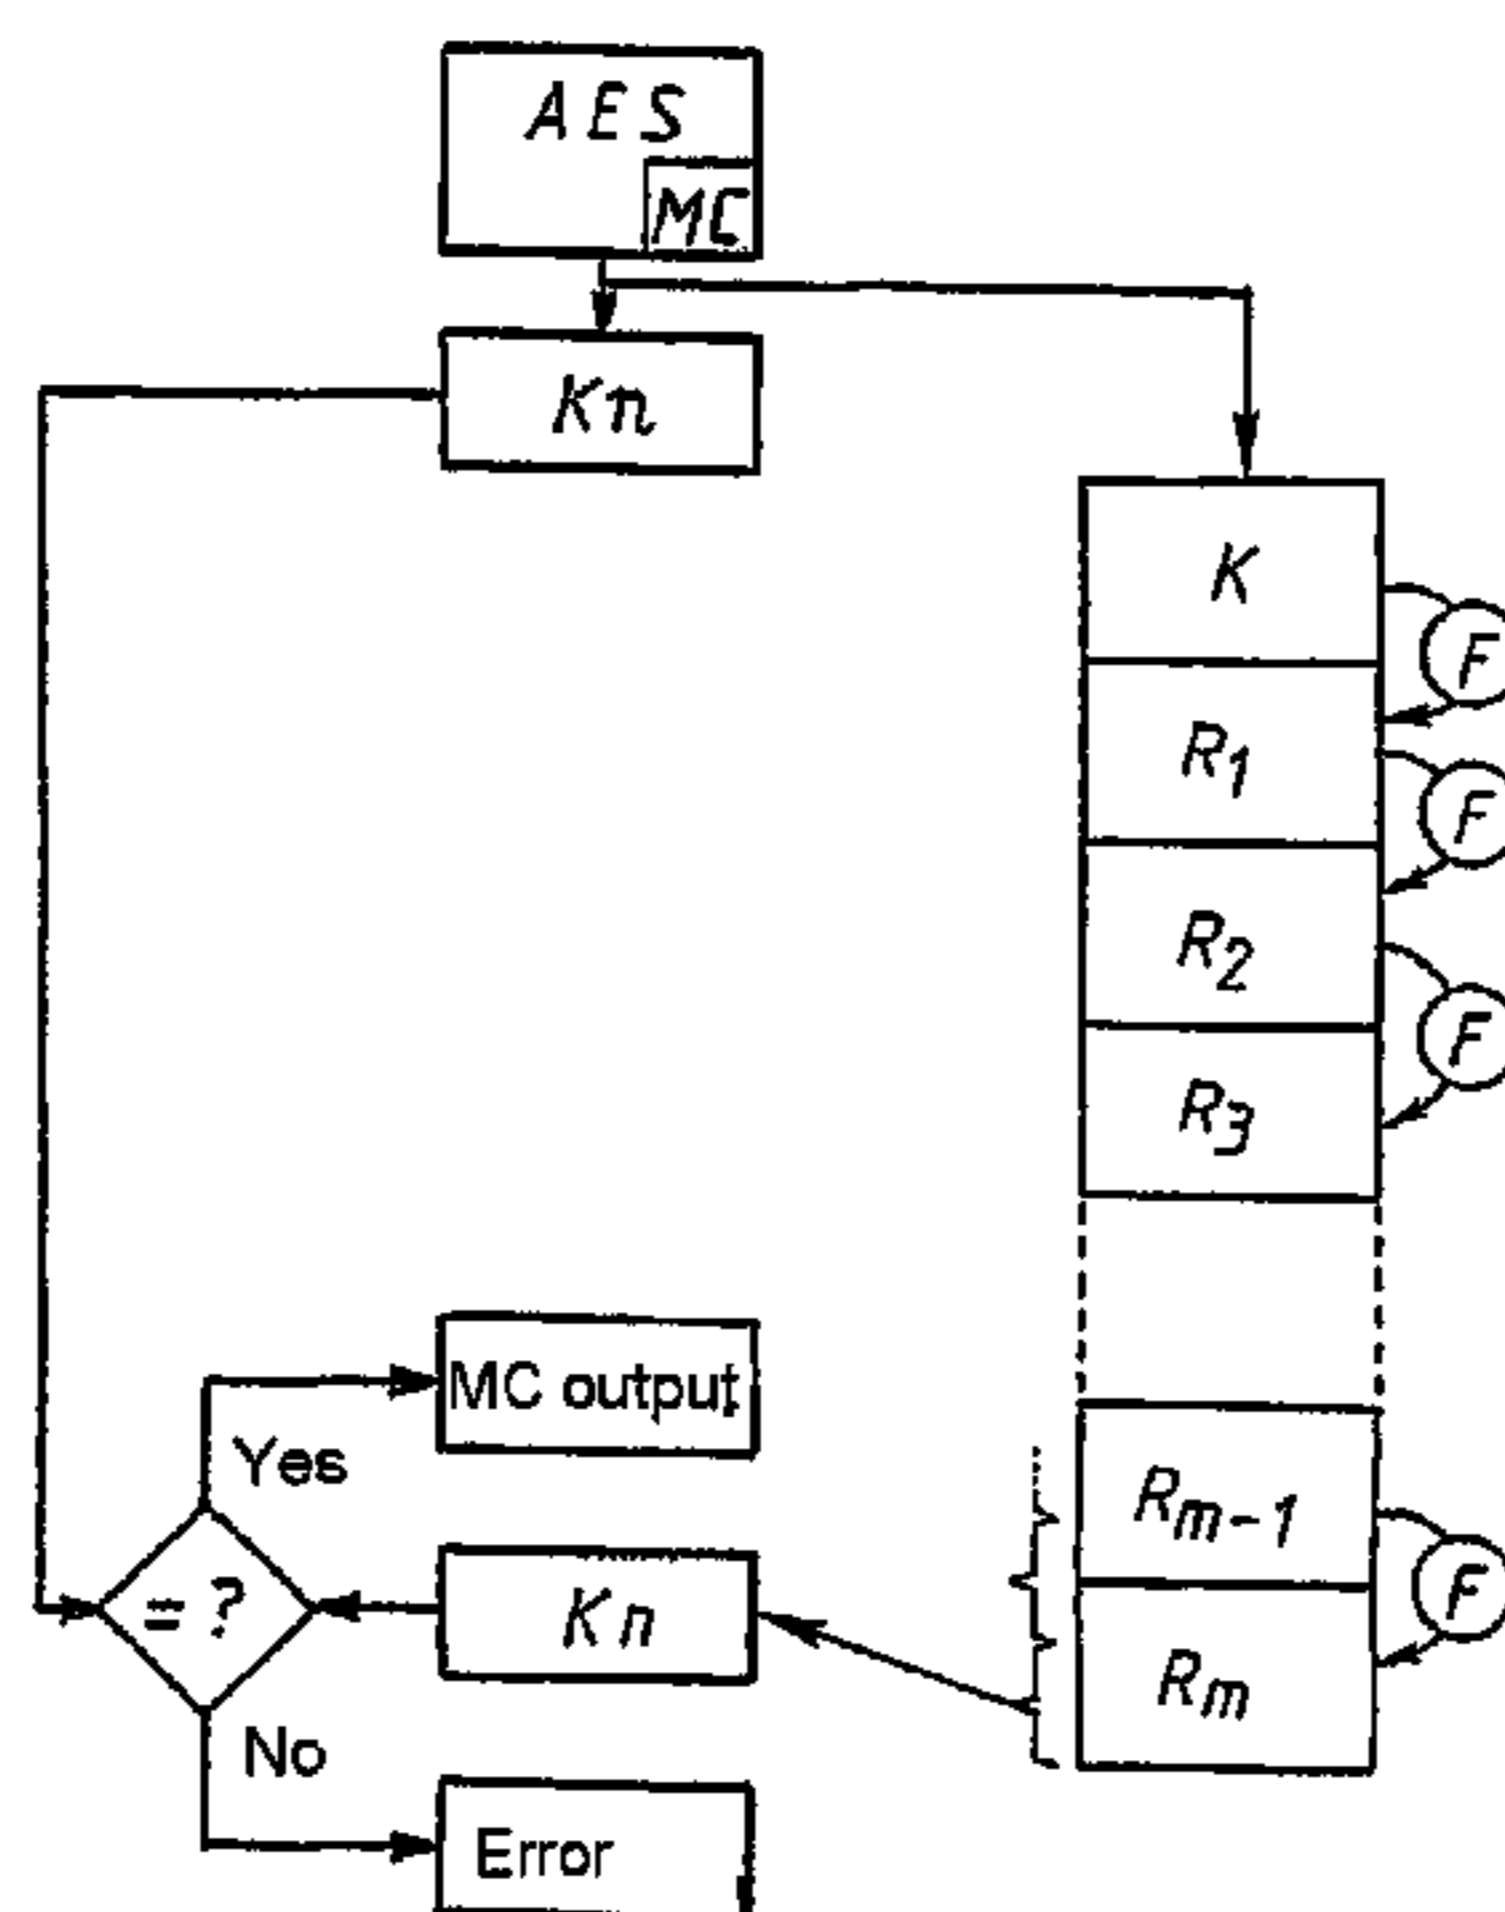 AES
MC
Kn
K
F
R1
F
R2
F
R3
MC output
Yes
Rm-1
= ?
Kn
F
Rm
No
Error